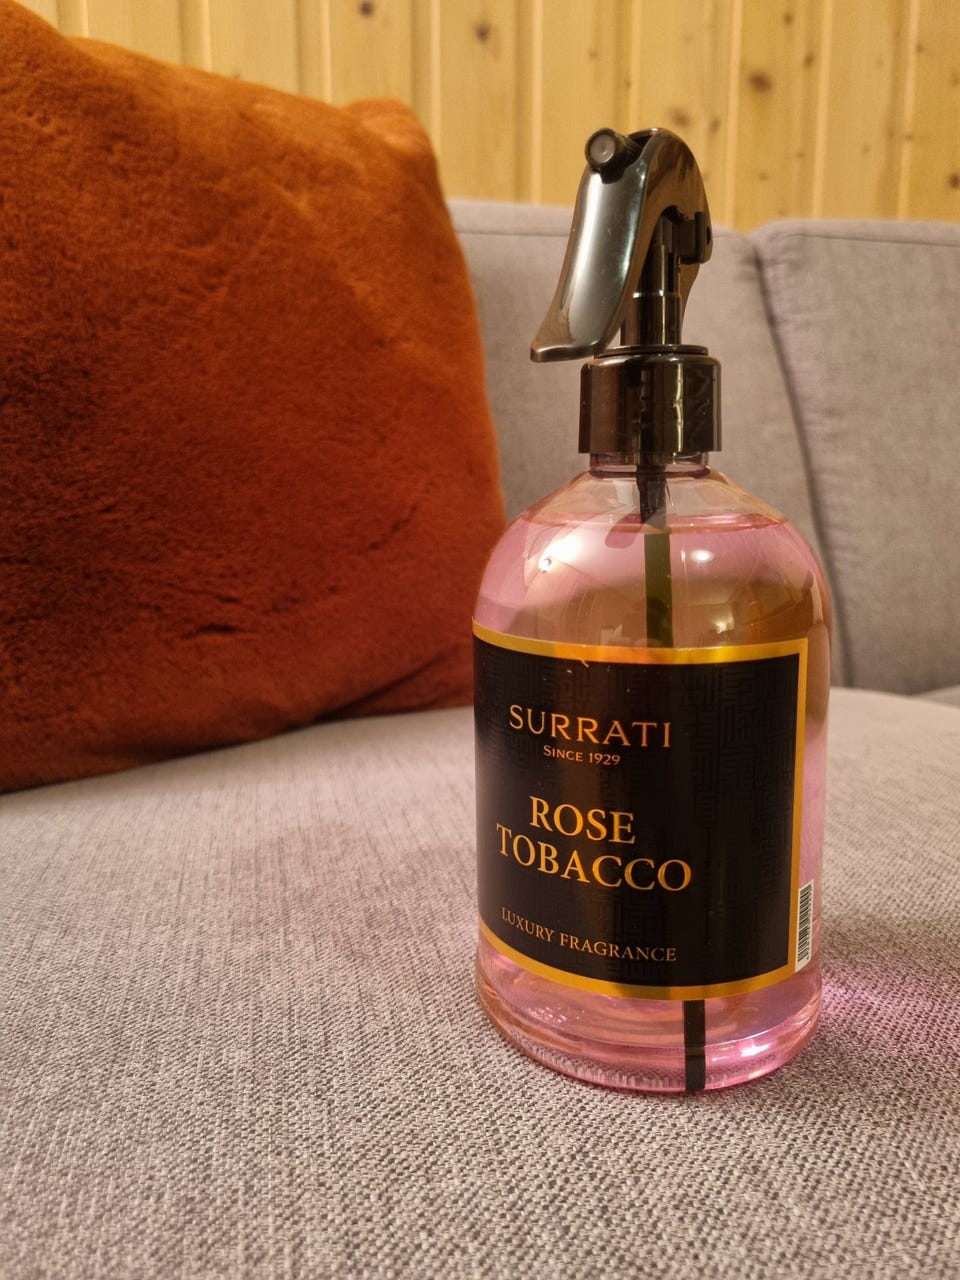 SURRATI
SINCE 1929
ROSE
TOBACCO
LUXURY FRAGRANCE